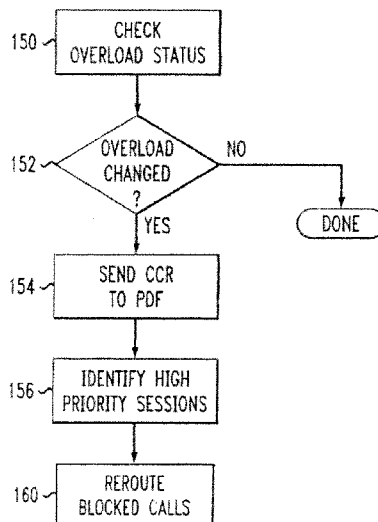 150
CHECK
OVERLOAD STATUS
152
OVERLOAD
CHANGED
?
NO
YES
DONE
154
SEND CCR
TO PDF
156
IDENTIFY HIGH
PRIORITY SESSIONS
160
REROUTE
BLOCKED CALLS